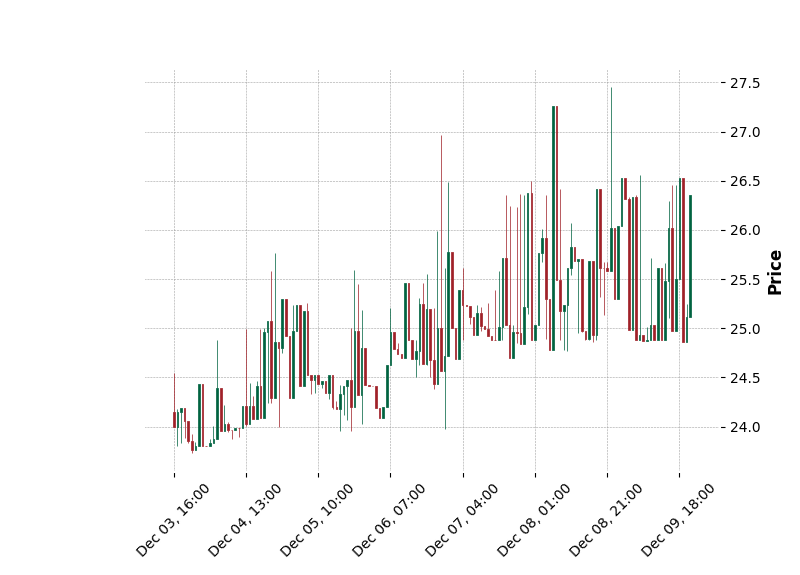 27.5
27.0
26.5
26.0
25.5
25.0
24.5
24.0
Price
Dec 03, 16:00
Dec 04, 13:00
Dec 05, 10:00
Dec 06, 07:00
Dec 07, 04:00
Dec 08, 01:00
Dec 08, 21:00
Dec 09, 18:00